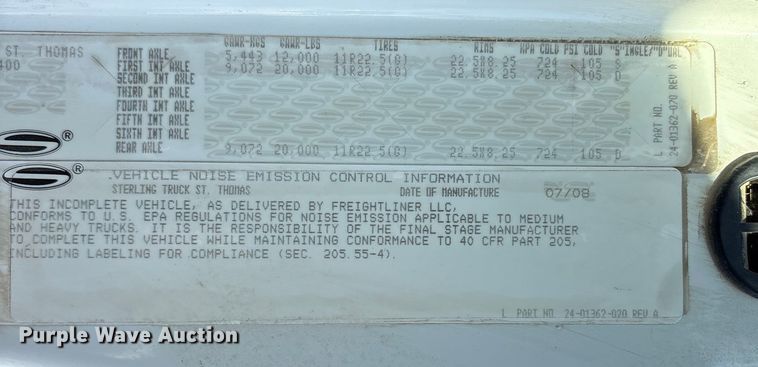 ST. THOMAS
400
GAWR-KGS GAWR-LBS TIRES RIMS KPA COLD PSI COLD "S"INGLE/"D"UAL
FRONT AXLE 5,443 12,000 11R22.5(G) 22.5X8.25 724 105 S
FIRST INT AXLE 9,072 20,000 11R22.5(G) 22.5X8.25 724 105 D
SECOND INT AXLE
THIRD INT AXLE
FOURTH INT AXLE
FIFTH INT AXLE
SIXTH INT AXLE
REAR AXLE 9,072 20,000 11R22.5(G) 22.5X8.25 724 105 D
L PART NO. 24-01362-070 REV A
®
®
VEHICLE NOISE EMISSION CONTROL INFORMATION
STERLING TRUCK ST. THOMAS DATE OF MANUFACTURE 07/08
THIS INCOMPLETE VEHICLE, AS DELIVERED BY FREIGHTLINER LLC,
CONFORMS TO U.S. EPA REGULATIONS FOR NOISE EMISSION APPLICABLE TO MEDIUM
AND HEAVY TRUCKS. IT IS THE RESPONSIBILITY OF THE FINAL STAGE MANUFACTURER
TO COMPLETE THIS VEHICLE WHILE MAINTAINING CONFORMANCE TO 40 CFR PART 205,
INCLUDING LABELING FOR COMPLIANCE (SEC. 205.55-4).
L PART NO. 24-01362-020 REV A
Purple Wave Auction